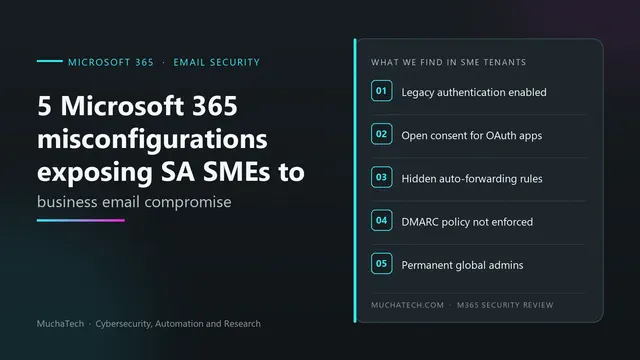 MICROSOFT 365 · EMAIL SECURITY
5 Microsoft 365
misconfigurations
exposing SA SMEs to
business email compromise
MuchaTech · Cybersecurity, Automation and Research
WHAT WE FIND IN SME TENANTS
01 Legacy authentication enabled
02 Open consent for OAuth apps
03 Hidden auto-forwarding rules
04 DMARC policy not enforced
05 Permanent global admins
MUCHATECH.COM · M365 SECURITY REVIEW